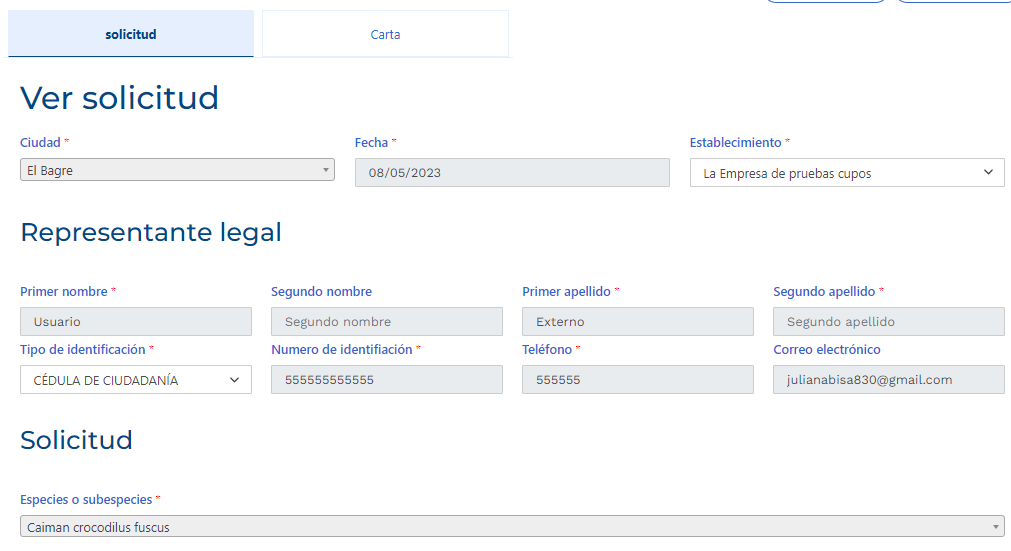 solicitud Carta
Ver solicitud
Ciudad * Fecha * Establecimiento *
El Bagre 08/05/2023 La Empresa de pruebas cupos
Representante legal
Primer nombre * Segundo nombre Primer apellido * Segundo apellido *
Usuario Segundo nombre Externo Segundo apellido
Tipo de identificación * Numero de identifiación * Teléfono * Correo electrónico
CÉDULA DE CIUDADANÍA 555555555555 555555 julianabisa830@gmail.com
Solicitud
Especies o subespecies *
Caiman crocodilus fuscus